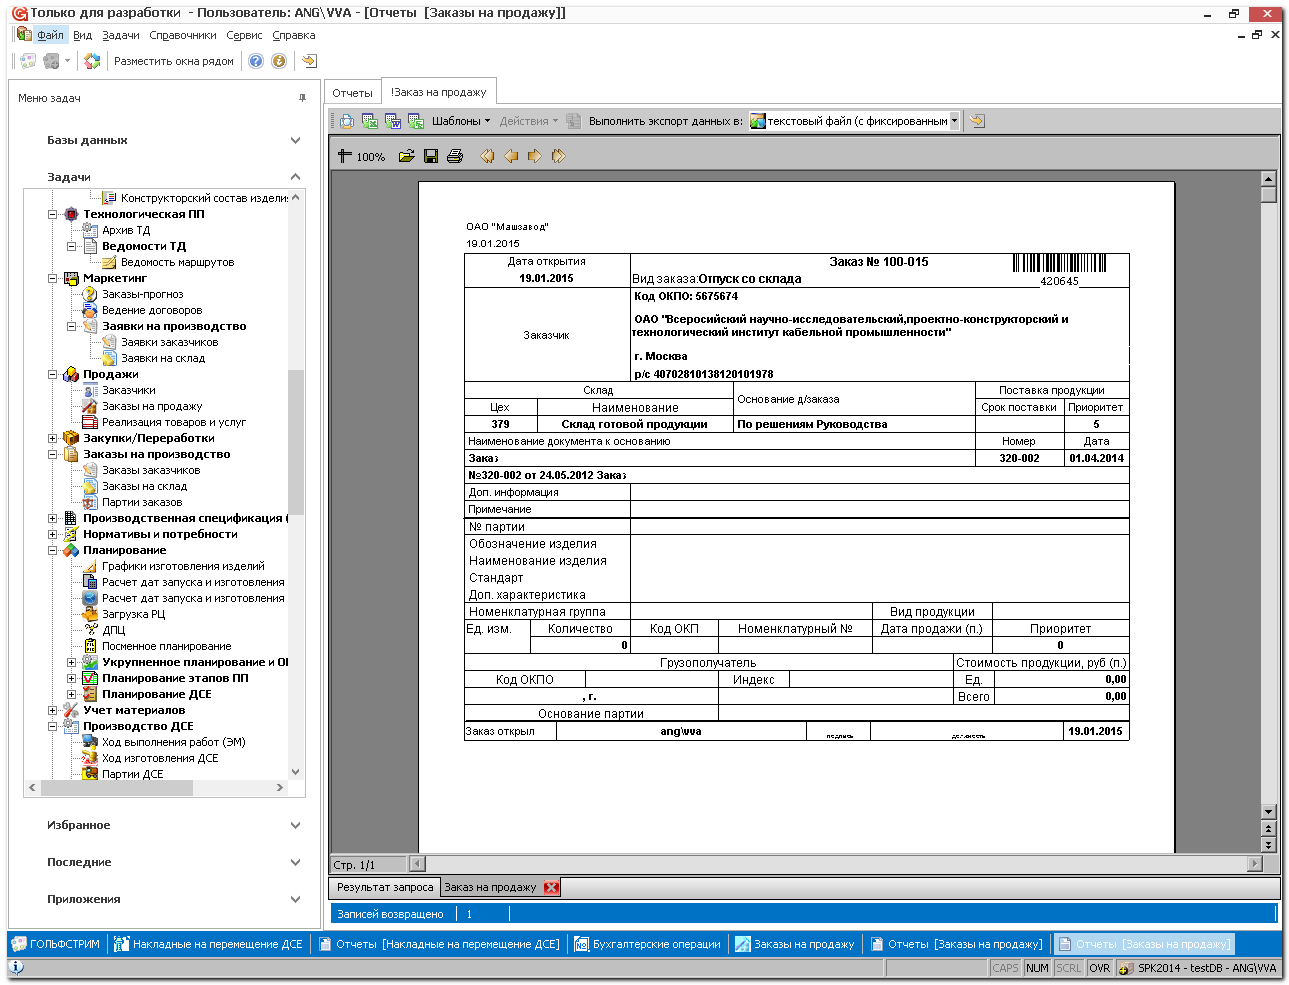 Только для разработки - Пользователь: ANG\VVA - [Отчеты [Заказы на продажу]]
Файл Вид Задачи Справочники Сервис Справка
Разместить окна рядом
Меню задач
Базы данных
Задачи
Конструкторский состав издели
Технологическая ПП
Архив ТД
Ведомости ТД
Ведомость маршрутов
Маркетинг
Заказы-прогноз
Ведение договоров
Заявки на производство
Заявки заказчиков
Заявки на склад
Продажи
Заказчики
Заказы на продажу
Реализация товаров и услуг
Закупки/Переработки
Заказы на производство
Заказы заказчиков
Заказы на склад
Партии заказов
Производственная спецификация (
Нормативы и потребности
Планирование
Графики изготовления изделий
Расчет дат запуска и изготовления
Расчет дат запуска и изготовления
Загрузка РЦ
ДПЦ
Посменное планирование
Укрупненное планирование и О
Планирование этапов ПП
Планирование ДСЕ
Учет материалов
Производство ДСЕ
Ход выполнения работ (ЭМ)
Ход изготовления ДСЕ
Партии ДСЕ
Избранное
Последние
Приложения
Отчеты !Заказ на продажу
Шаблоны Действия Выполнить экспорт данных в: текстовый файл (с фиксированным
100%
ОАО "Машзавод"
19.01.2015
Дата открытия Заказ № 100-015
19.01.2015 Вид заказа:Отпуск со склада 420645
Код ОКПО: 5675674
Заказчик
ОАО "Всеросийский научно-исследовательский,проектно-конструкторский и
технологический институт кабельной промышленности"
г. Москва
р/с 40702810138120101978
Склад Основание д/заказа Поставка продукции
Цех Наименование Срок поставки Приоритет
379 Склад готовой продукции По решениям Руководства 5
Наименование документа к основанию Номер Дата
Заказ 320-002 01.04.2014
№320-002 от 24.05.2012 Заказ
Доп. информация
Примечание
№ партии
Обозначение изделия
Наименование изделия
Стандарт
Доп. характеристика
Номенклатурная группа Вид продукции
Ед. изм. Количество Код ОКП Номенклатурный № Дата продажи (п.) Приоритет
0 0
Грузополучатель Стоимость продукции, руб (п.)
Код ОКПО Индекс Ед. 0,00
, г. Всего 0,00
Основание партии
Заказ открыл ang\vva подпись должность 19.01.2015
Стр. 1/1
Результат запроса Заказ на продажу
Записей возвращено 1
ГОЛЬФСТРИМ Накладные на перемещение ДСЕ Отчеты [Накладные на перемещение ДСЕ] Бухгалтерские операции Заказы на продажу Отчеты [Заказы на продажу] Отчеты [Заказы на продажу]
CAPS NUM SCRL OVR SPK2014 - testDB - ANG\VVA